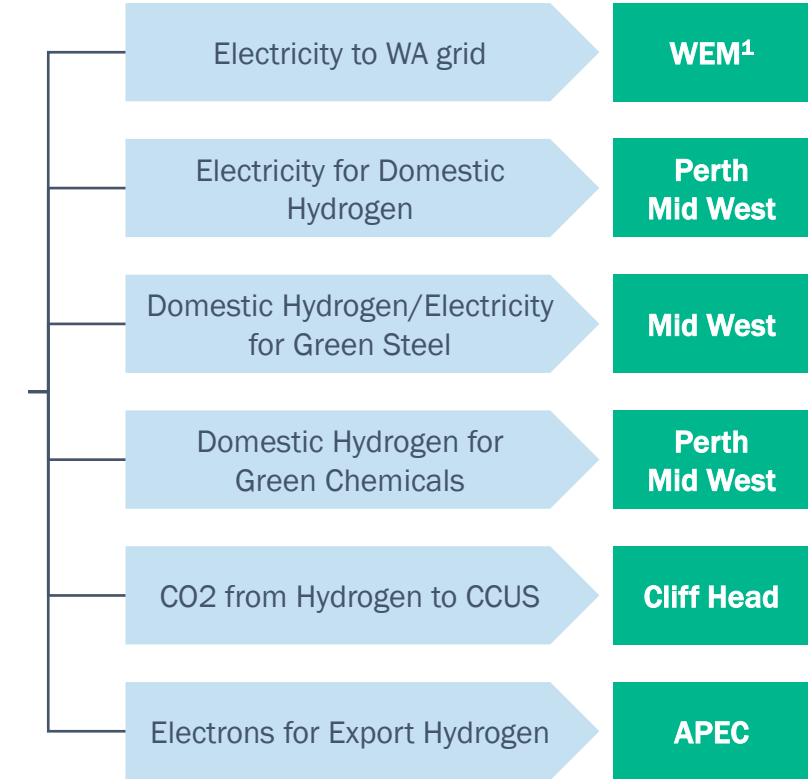 Electricity to WA grid
WEM¹
Electricity for Domestic
Hydrogen
Perth
Mid West
Domestic Hydrogen/Electricity
for Green Steel
Mid West
Domestic Hydrogen for
Green Chemicals
Perth
Mid West
CO2 from Hydrogen to CCUS
Cliff Head
Electrons for Export Hydrogen
APEC